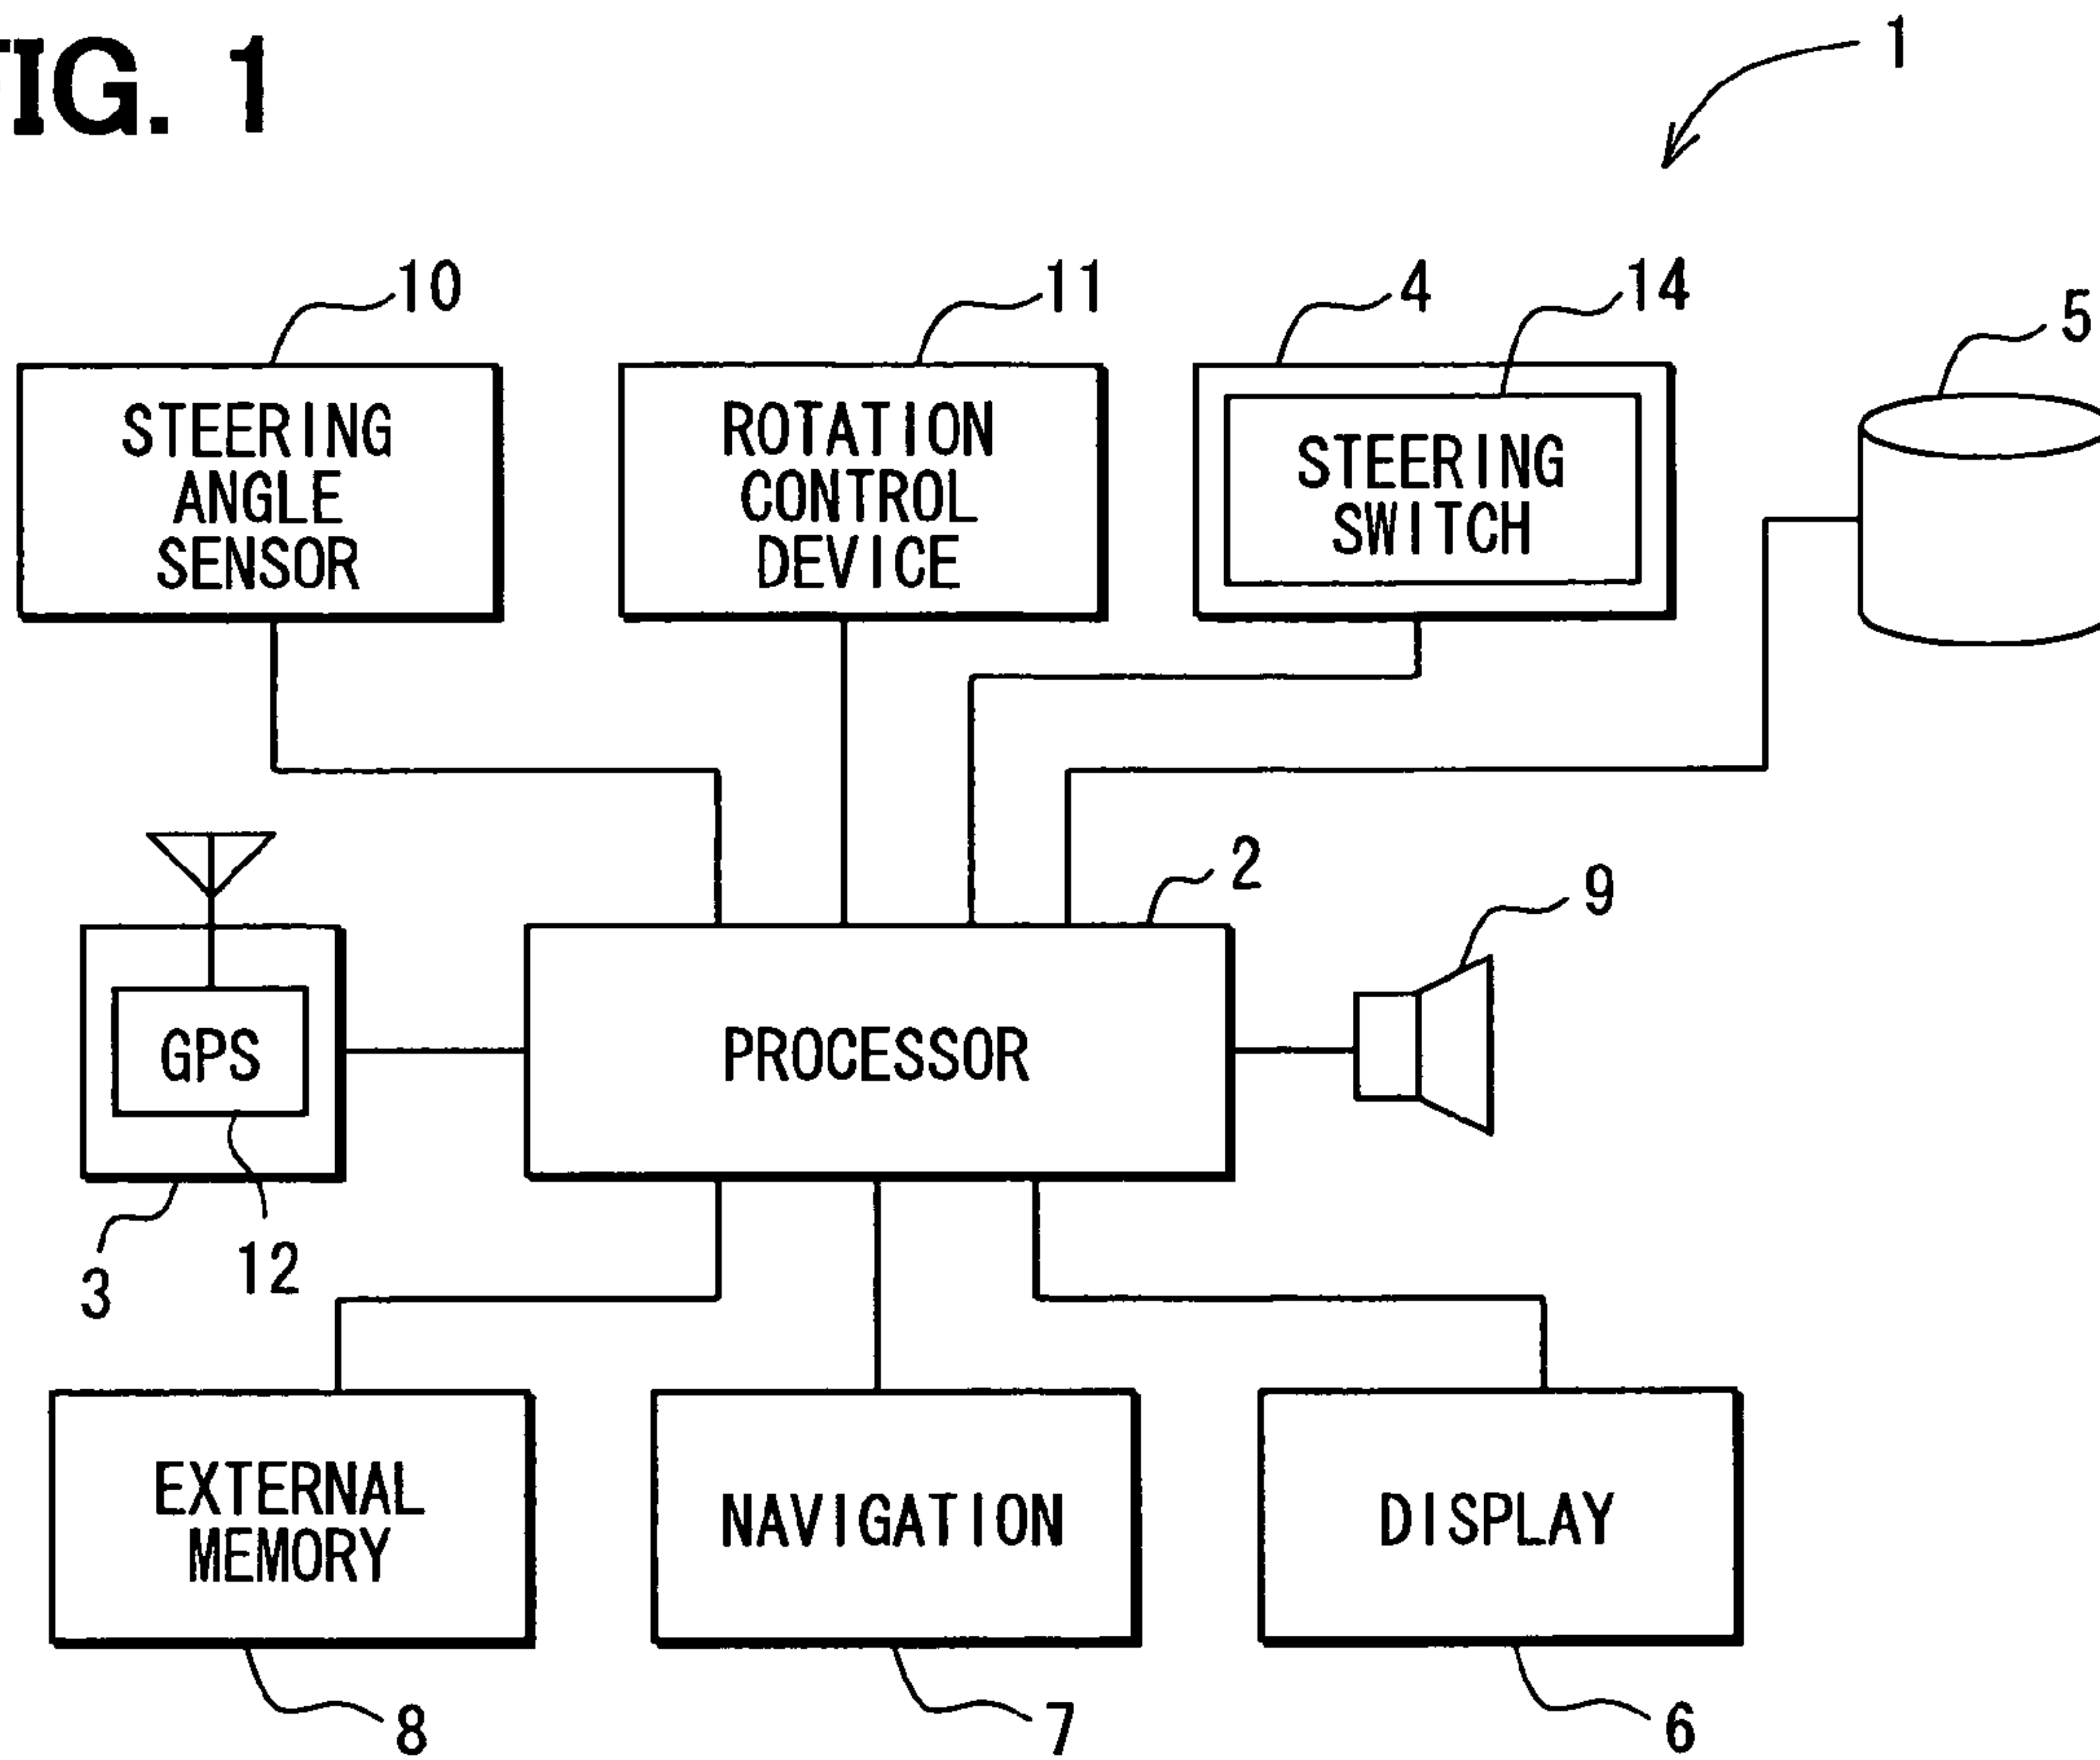 FIG. 1
1
10
11
4
14
5
STEERING
ANGLE
SENSOR
ROTATION
CONTROL
DEVICE
STEERING
SWITCH
2
9
GPS
PROCESSOR
12
3
EXTERNAL
MEMORY
NAVIGATION
DISPLAY
8
7
6